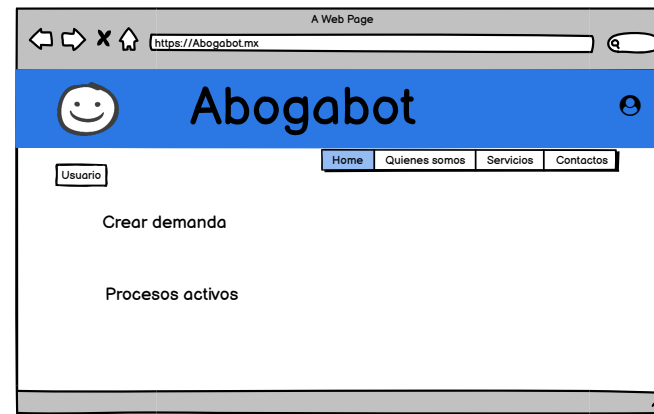 A Web Page
https://Abogabot.mx
Abogabot
Home Quienes somos Servicios Contactos
Usuario
Crear demanda
Procesos activos